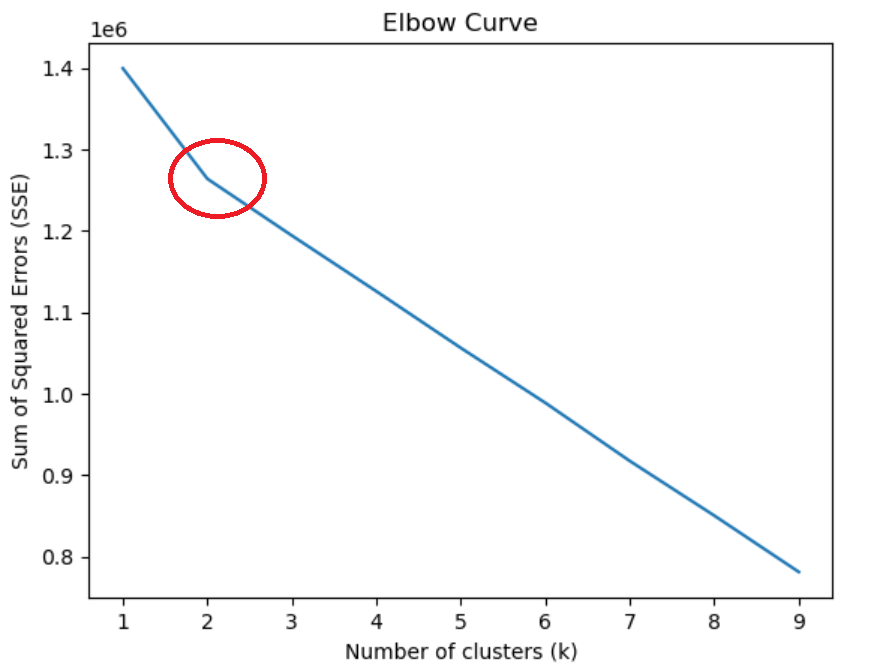 Elbow Curve
1e6
1.4
1.3
1.2
1.1
1.0
0.9
0.8
Sum of Squared Errors (SSE)
1 2 3 4 5 6 7 8 9
Number of clusters (k)